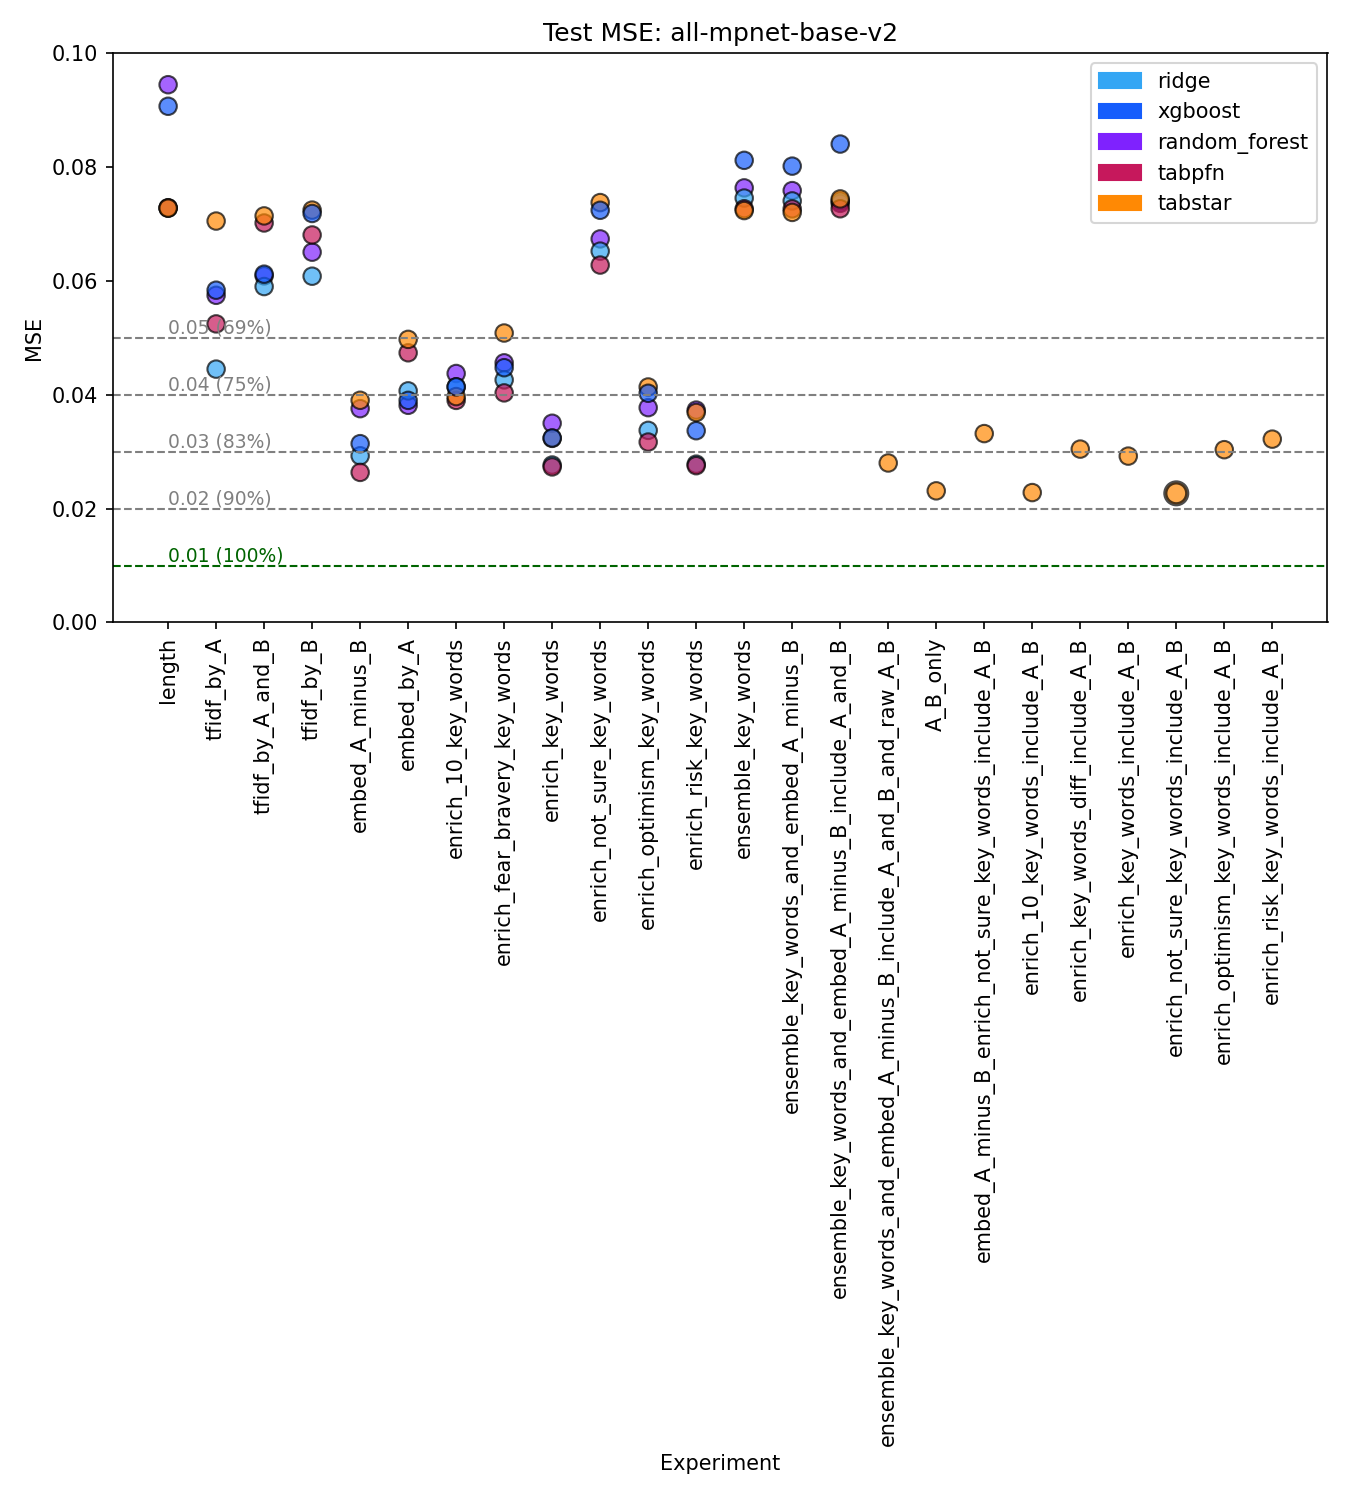 Test MSE: all-mpnet-base-v2
0.10
0.08
0.06
0.04
0.02
0.00
MSE
ridge
xgboost
random_forest
tabpfn
tabstar
0.05 (69%)
0.04 (75%)
0.03 (83%)
0.02 (90%)
0.01 (100%)
length
tfidf_by_A
tfidf_by_A_and_B
tfidf_by_B
embed_A_minus_B
embed_by_A
enrich_10_key_words
enrich_fear_bravery_key_words
enrich_key_words
enrich_not_sure_key_words
enrich_optimism_key_words
enrich_risk_key_words
ensemble_key_words
ensemble_key_words_and_embed_A_minus_B
ensemble_key_words_and_embed_A_minus_B_include_A_and_B
ensemble_key_words_and_embed_A_minus_B_include_A_and_B_and_raw_A_B
A_B_only
embed_A_minus_B_enrich_not_sure_key_words_include_A_B
enrich_10_key_words_include_A_B
enrich_key_words_diff_include_A_B
enrich_key_words_include_A_B
enrich_not_sure_key_words_include_A_B
enrich_optimism_key_words_include_A_B
enrich_risk_key_words_include_A_B
Experiment